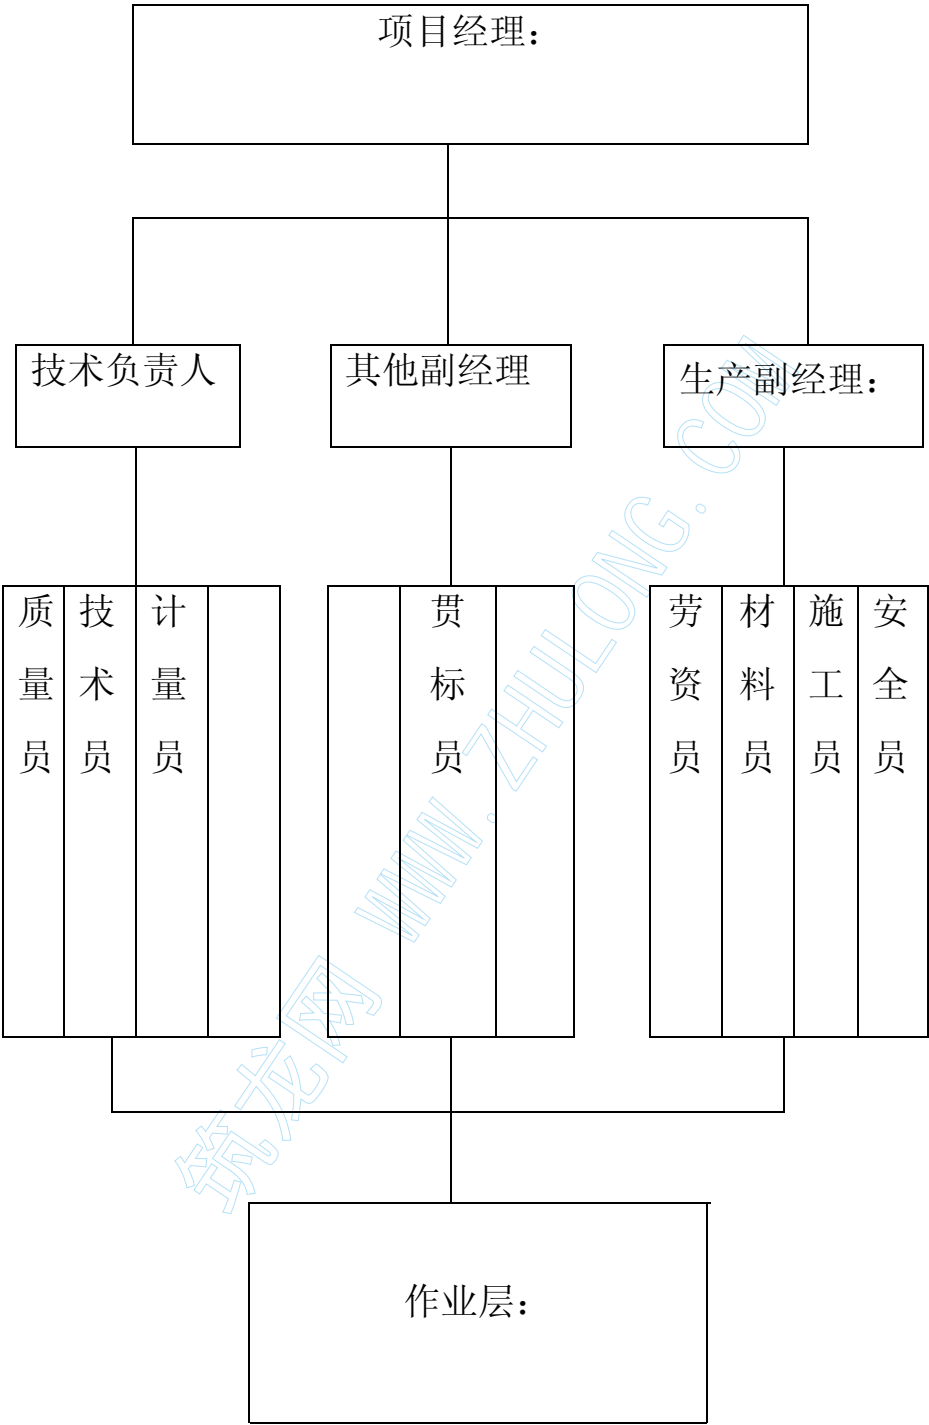 项目经理：
技术负责人
其他副经理
生产副经理：
质量员
技术员
计量员
贯标员
劳资员
材料员
施工员
安全员
作业层：
筑龙网 WWW.ZHULONG.COM